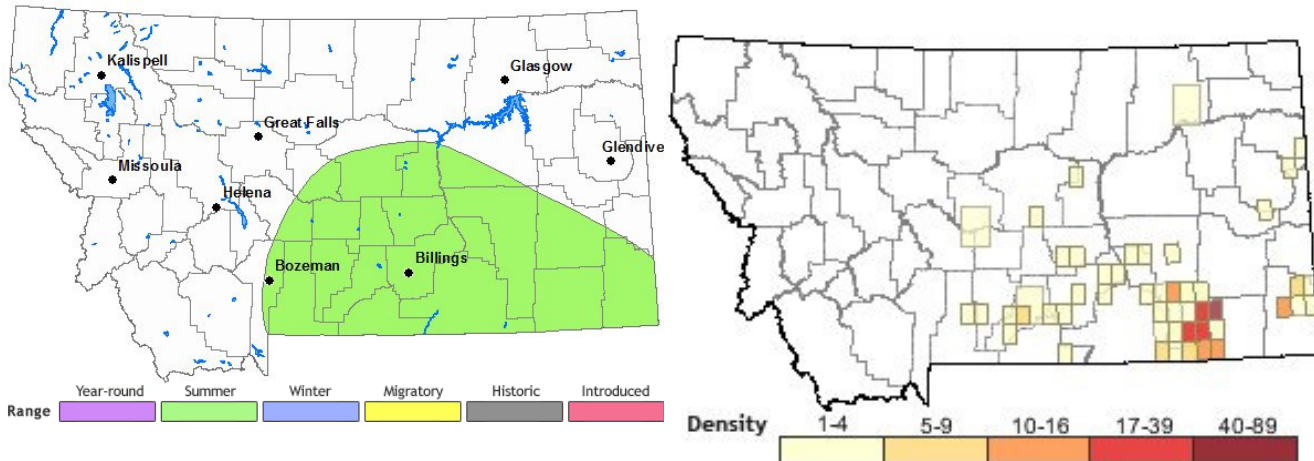 Kalispell
Glasgow
Great Falls
Glendive
Missoula
Helena
Bozeman
Billings
Year-round Summer Winter Migratory Historic Introduced
Range
Density 1-4 5-9 10-16 17-39 40-89